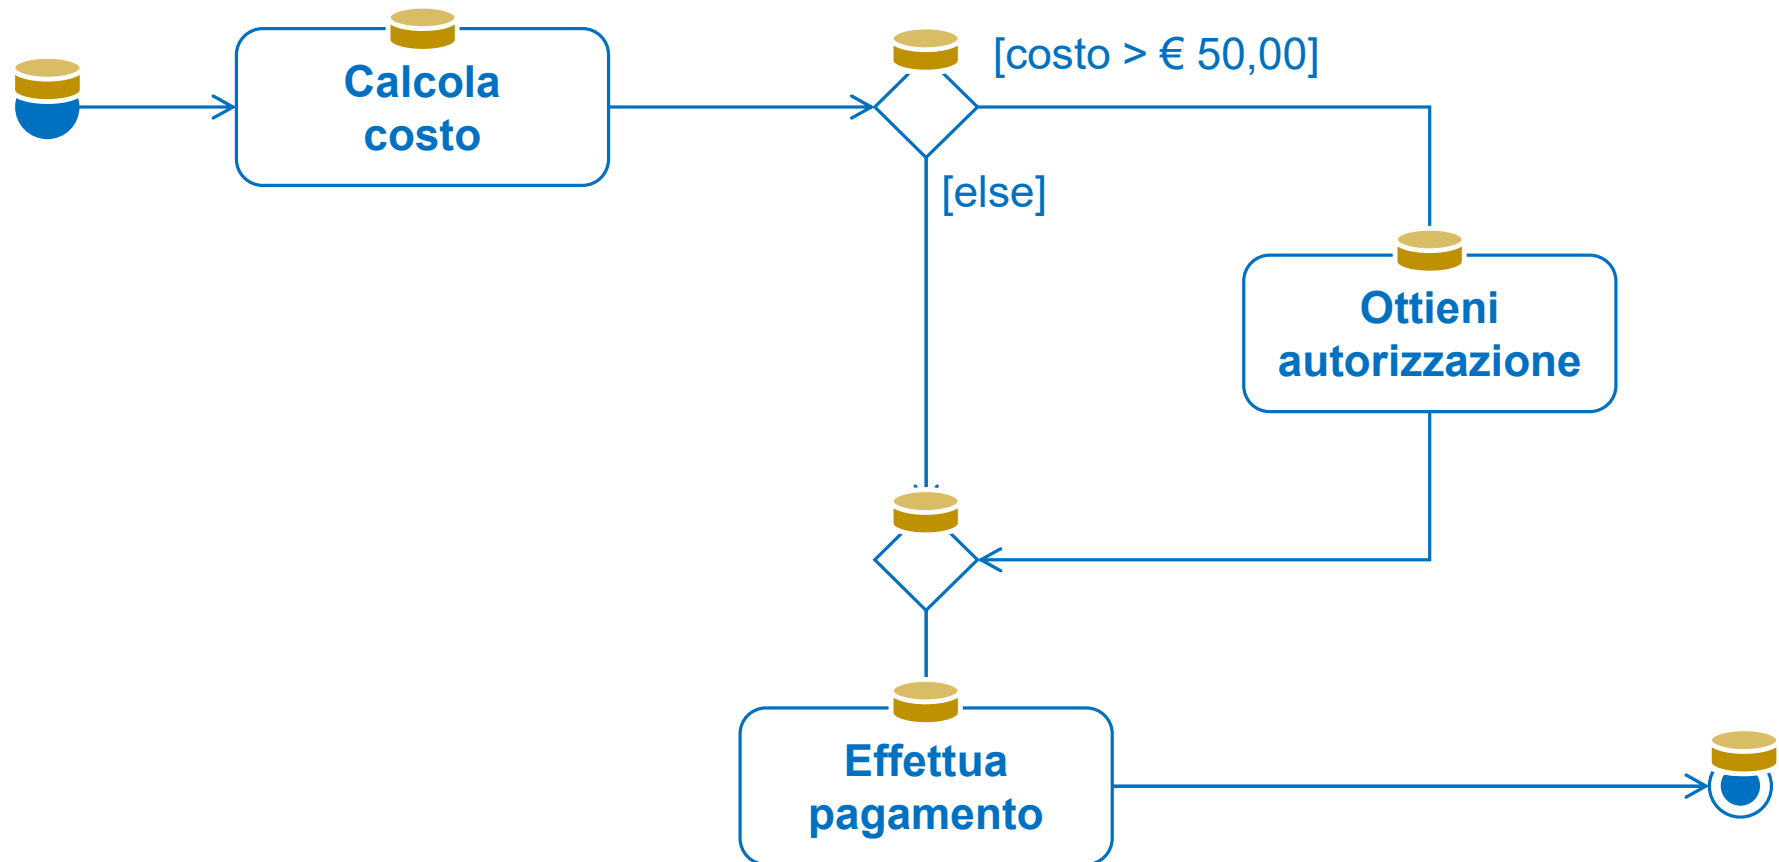 Calcola
costo
[costo > € 50,00]
[else]
Ottieni
autorizzazione
Effettua
pagamento